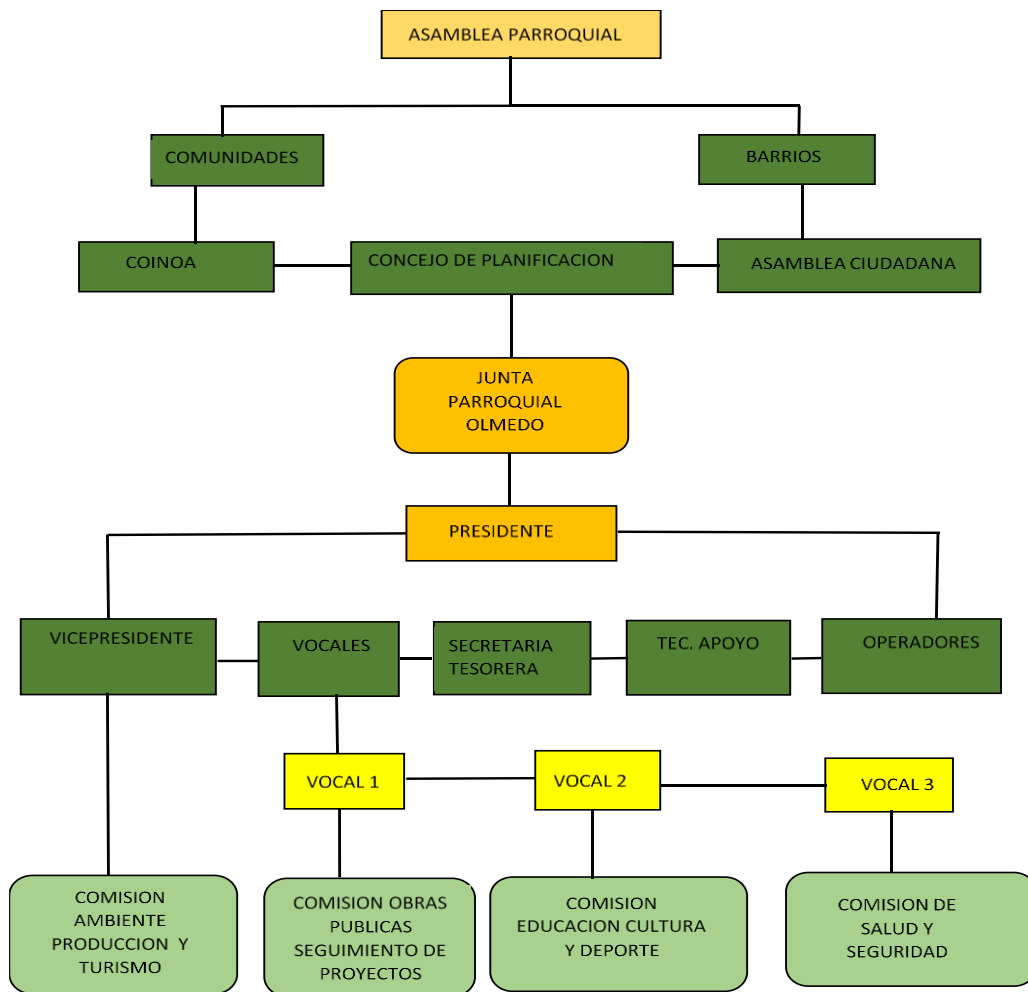 ASAMBLEA PARROQUIAL
COMUNIDADES
BARRIOS
COINOA
CONCEJO DE PLANIFICACION
ASAMBLEA CIUDADANA
JUNTA
PARROQUIAL
OLMEDO
PRESIDENTE
VICEPRESIDENTE
VOCALES
SECRETARIA
TESORERA
TEC. APOYO
OPERADORES
VOCAL 1
VOCAL 2
VOCAL 3
COMISION
AMBIENTE
PRODUCCION Y
TURISMO
COMISION OBRAS
PUBLICAS
SEGUIMIENTO DE
PROYECTOS
COMISION
EDUCACION CULTURA
Y DEPORTE
COMISION DE
SALUD Y
SEGURIDAD